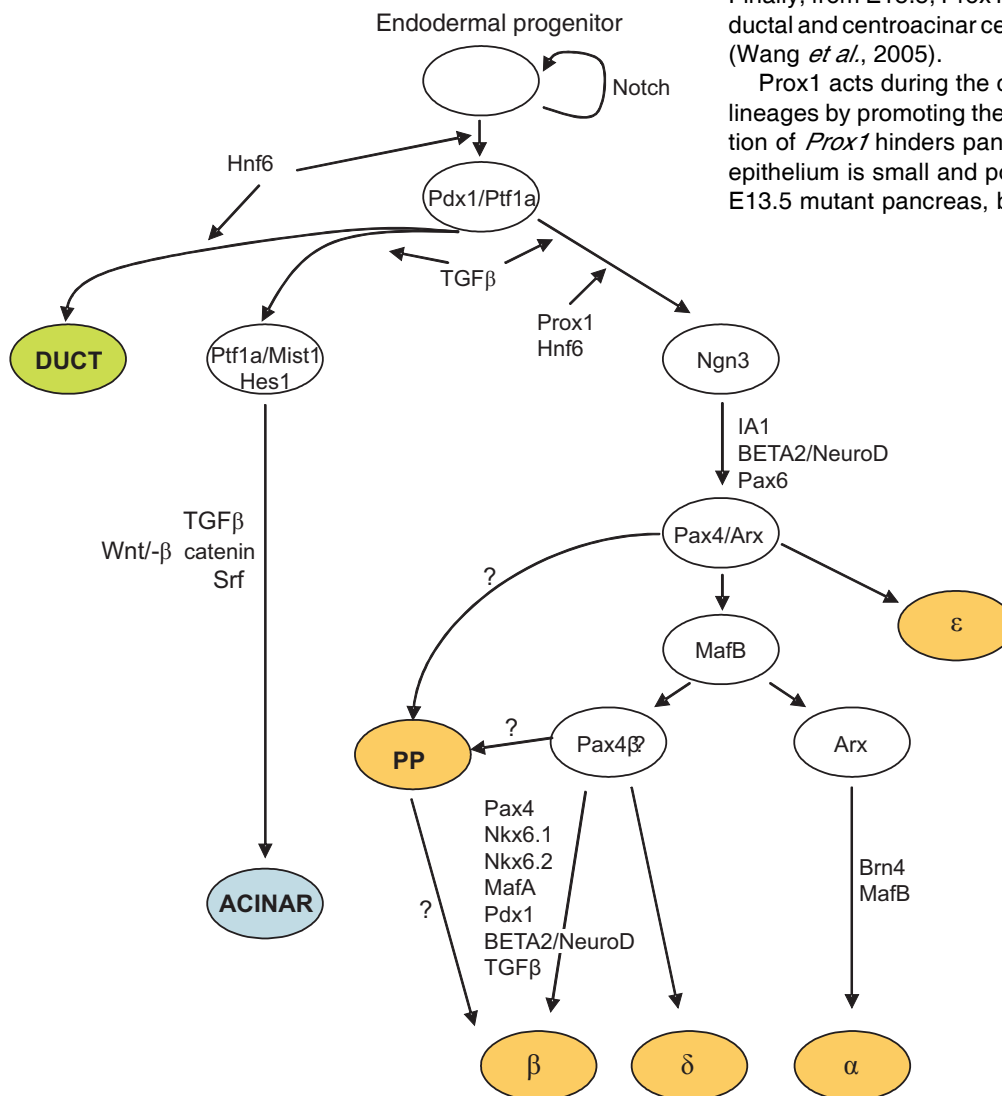 Finally, from E13.5, Prox1
ductal and centroacinar ce
(Wang et al., 2005).
Prox1 acts during the
lineages by promoting the
tion of Prox1 hinders pan
epithelium is small and po
E13.5 mutant pancreas, b
Endodermal progenitor
Notch
Hnf6
Pdx1/Ptf1a
TGFβ
Prox1
Hnf6
DUCT
Ptf1a/Mist1
Hes1
Ngn3
IA1
BETA2/NeuroD
Pax6
TGFβ
Wnt/-β catenin
Srf
Pax4/Arx
?
ε
MafB
PP
?
Pax4β?
Arx
Pax4
Nkx6.1
Nkx6.2
MafA
Pdx1
BETA2/NeuroD
TGFβ
?
Brn4
MafB
ACINAR
β
δ
α